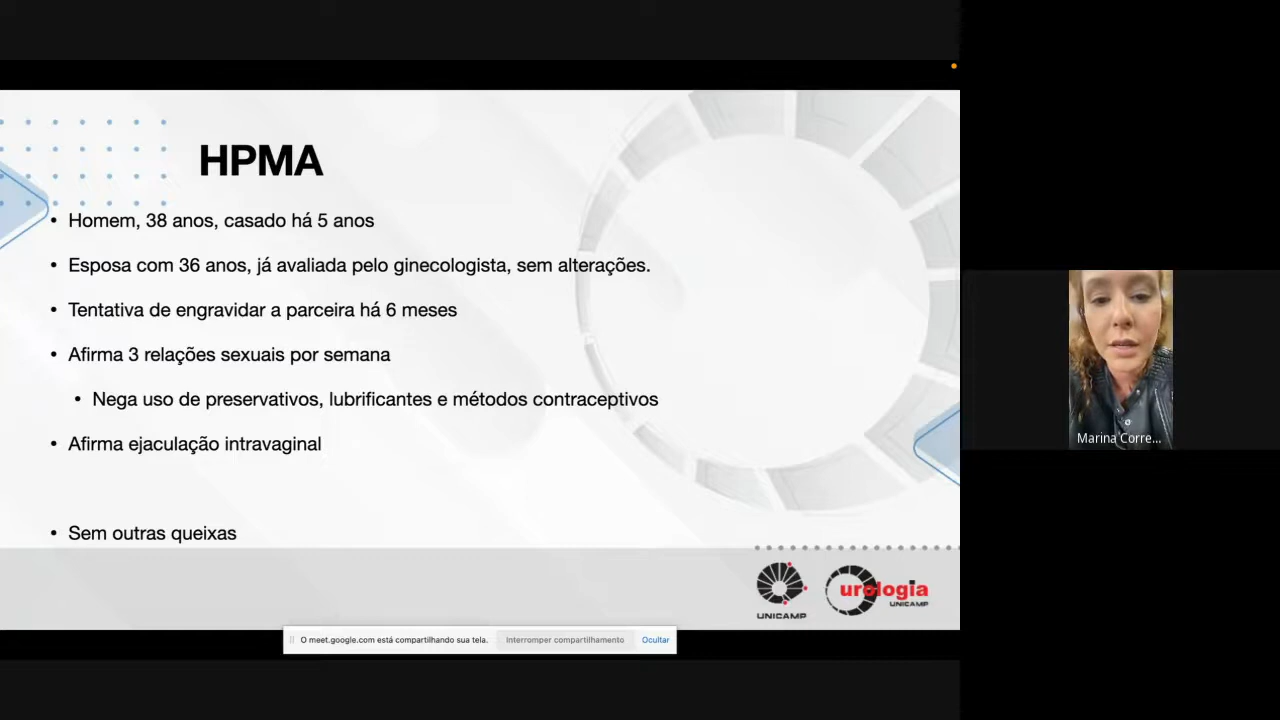 HPMA
• Homem, 38 anos, casado há 5 anos
• Esposa com 36 anos, já avaliada pelo ginecologista, sem alterações.
• Tentativa de engravidar a parceira há 6 meses
• Afirma 3 relações sexuais por semana
• Nega uso de preservativos, lubrificantes e métodos contraceptivos
• Afirma ejaculação intravaginal
• Sem outras queixas
UNICAMP
urologia
UNICAMP
O meet.google.com está compartilhando sua tela. Interromper compartilhamento Ocultar
Marina Corre...